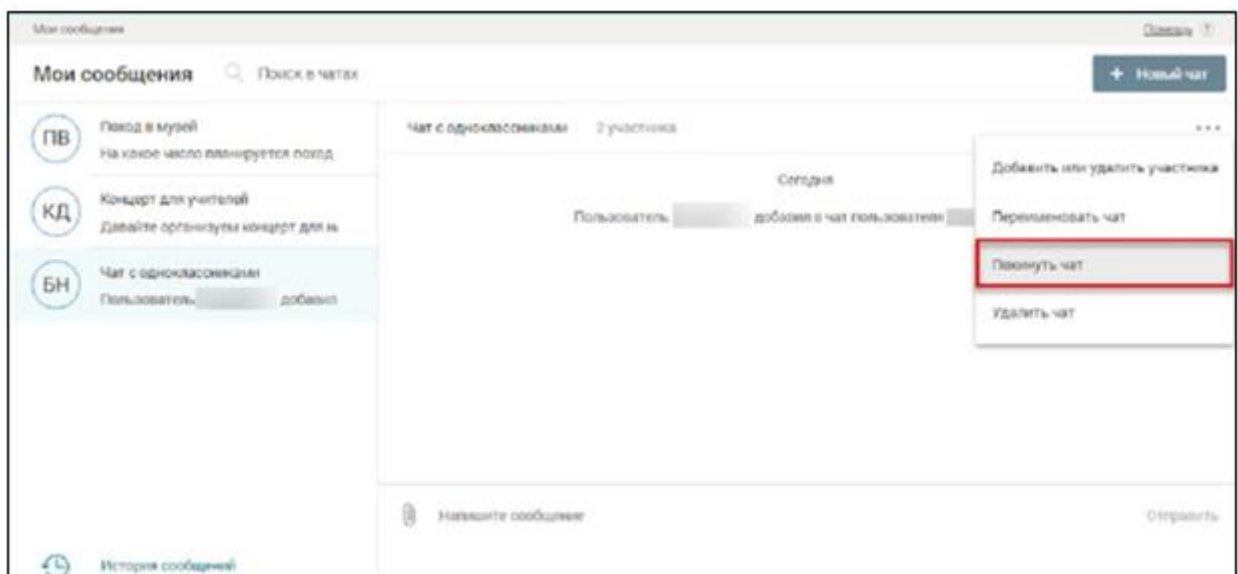 Мои сообщения
Помощь ?
Мои сообщения
Поиск в чатах
+ Новый чат
ПВ
Поход в музей
На какое число планируется поход
КД
Концерт для учителей
Давайте организуем концерт для м
БН
Чат с одноклассниками
Пользователь добавил
Чат с одноклассниками 2 участника
...
Сегодня
Пользователь добавил в чат пользователя
Добавить или удалить участника
Переименовать чат
Покинуть чат
Удалить чат
Напишите сообщение
Отправить
История сообщений